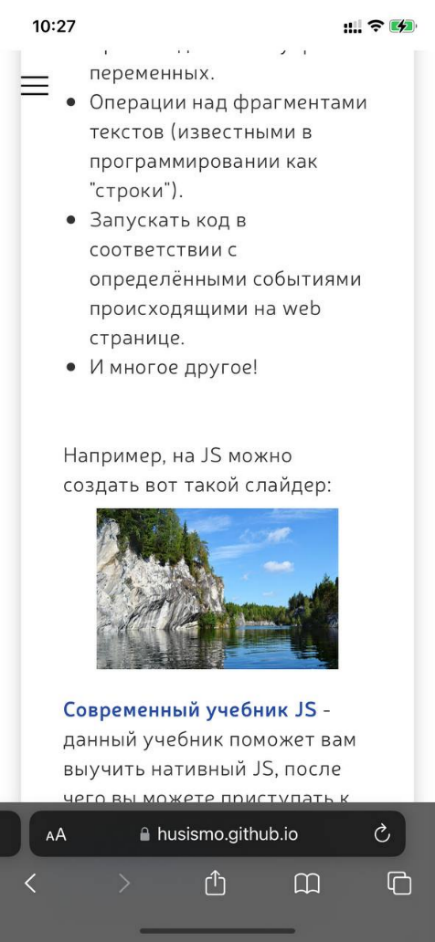 10:27
переменных.
Операции над фрагментами
текстов (известными в
программировании как
"строки").
Запускать код в
соответствии с
определёнными событиями
происходящими на web
странице.
И многое другое!
Например, на JS можно
создать вот такой слайдер:
Современный учебник JS -
данный учебник поможет вам
выучить нативный JS, после
чего вы можете приступать к
AA
husismo.github.io